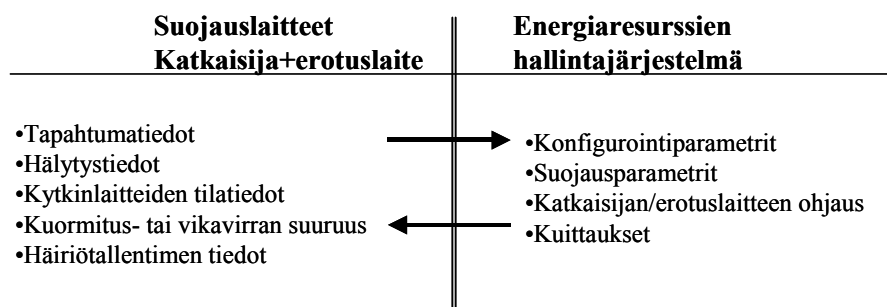 Suojauslaitteet
Katkaisija+erotuslaite
Energiaresurssien
hallintajärjestelmä
•Tapahtumatiedot
•Hälytystiedot
•Kytkinlaitteiden tilatiedot
•Kuormitus- tai vikavirran suuruus
•Häiriötallentimen tiedot
•Konfigurointiparametrit
•Suojausparametrit
•Katkaisijan/erotuslaitteen ohjaus
•Kuittaukset